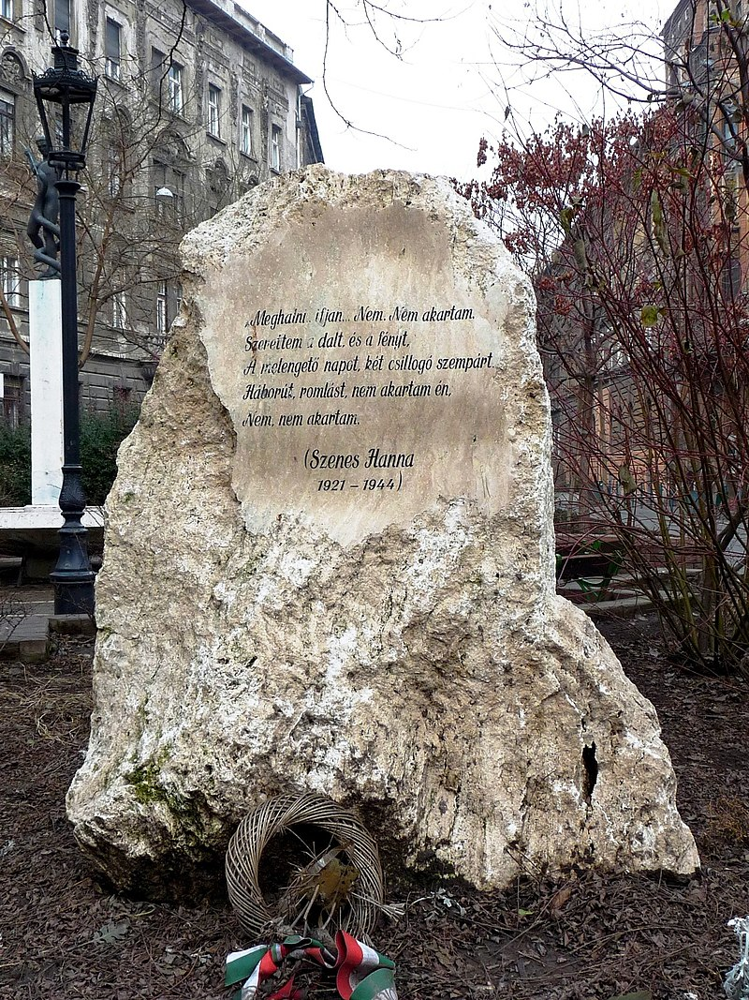 „Meghalni.. ifjan... Nem. Nem akartam.
Szerettem a dalt, és a fényt,
A melengető napot, két csillogó szempárt.
Háborút, romlást, nem akartam én,
Nem, nem akartam.
(Szenes Hanna
1921 – 1944)